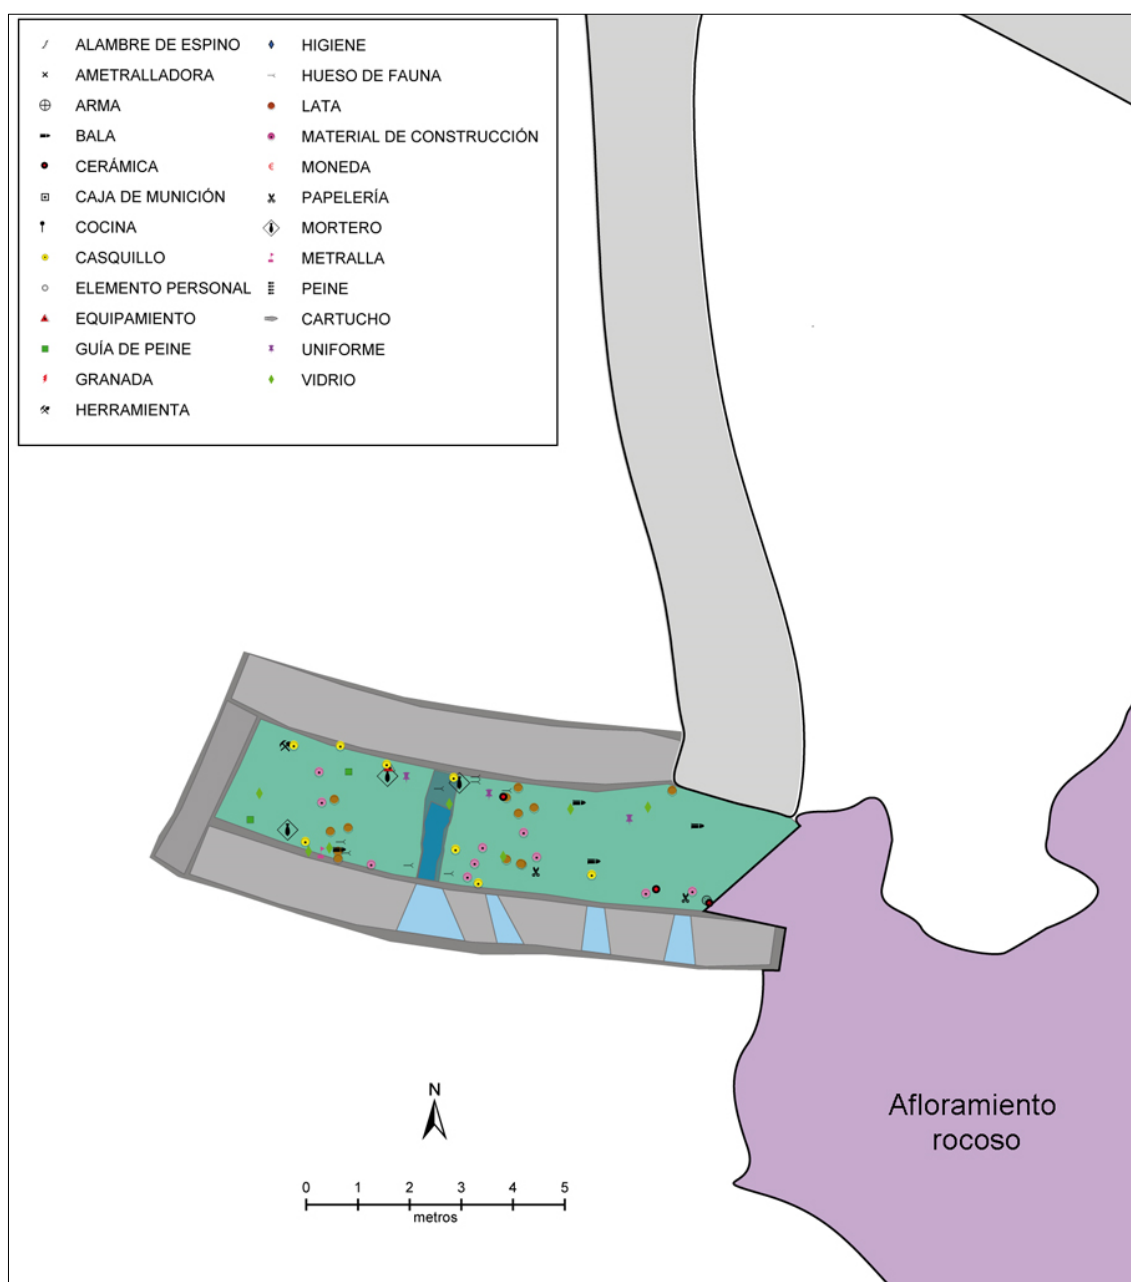 ALAMBRE DE ESPINO
AMETRALLADORA
ARMA
BALA
CERÁMICA
CAJA DE MUNICIÓN
COCINA
CASQUILLO
ELEMENTO PERSONAL
EQUIPAMIENTO
GUÍA DE PEINE
GRANADA
HERRAMIENTA
HIGIENE
HUESO DE FAUNA
LATA
MATERIAL DE CONSTRUCCIÓN
MONEDA
PAPELERÍA
MORTERO
METRALLA
PEINE
CARTUCHO
UNIFORME
VIDRIO
Afloramiento
rocoso
N
0 1 2 3 4 5
metros